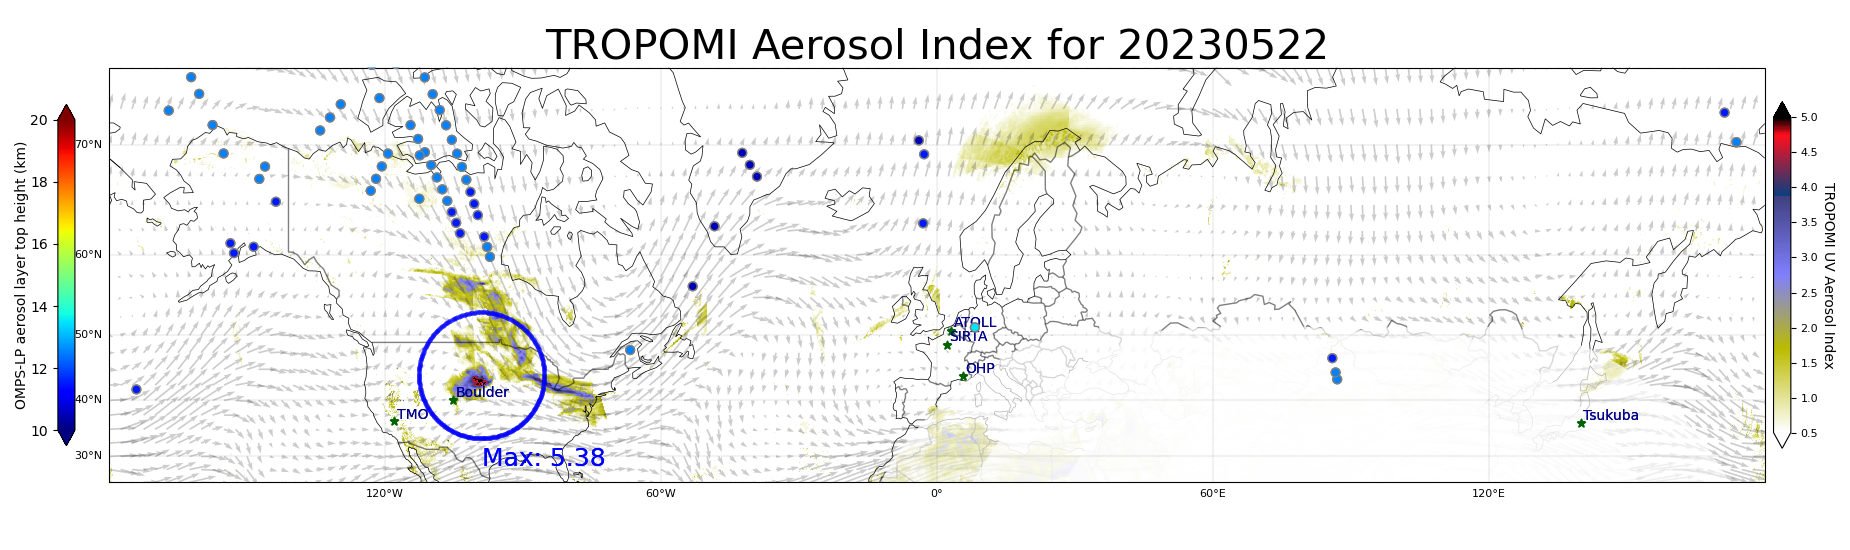 TROPOMI Aerosol Index for 20230522
OMPS-LP aerosol layer top height (km)
20
18
16
14
12
10
70°N
60°N
50°N
40°N
30°N
120°W
60°W
0°
60°E
120°E
ATOLL
SIRTA
OHP
Boulder
TMO
Tsukuba
Max: 5.38
5.0
4.5
4.0
3.5
3.0
2.5
2.0
1.5
1.0
0.5
TROPOMI UV Aerosol Index